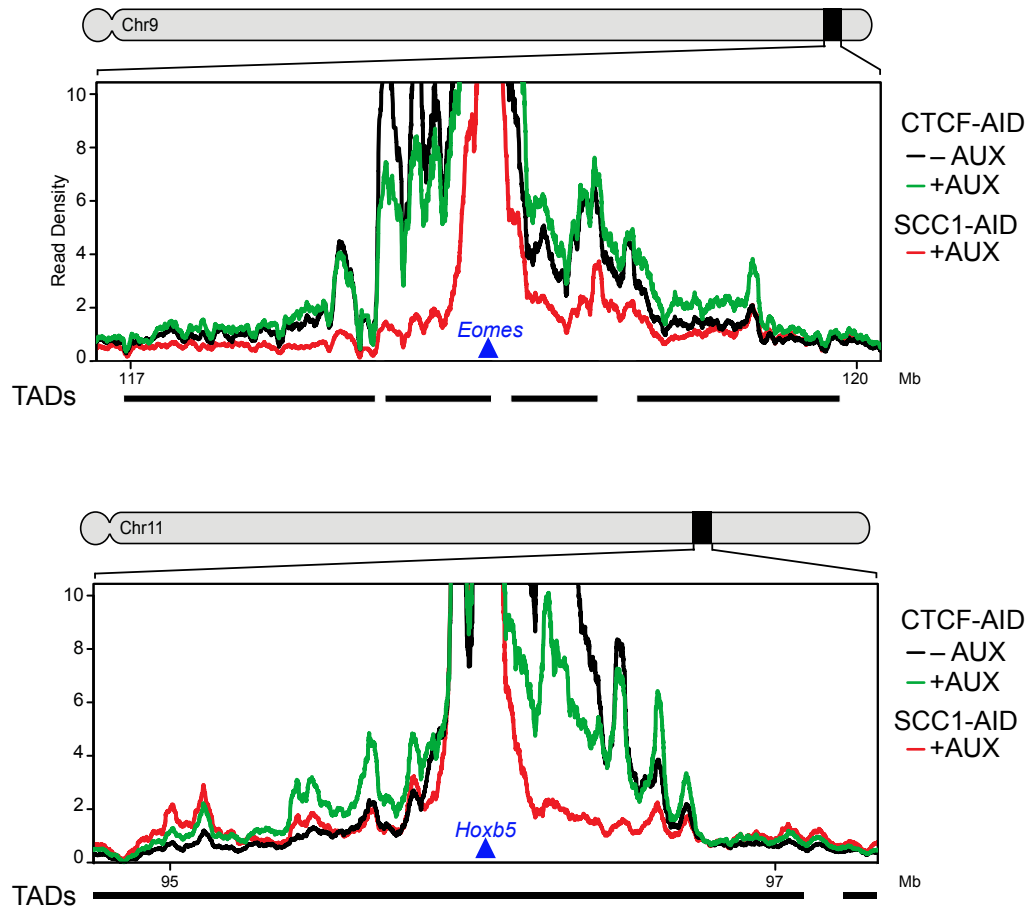 Chr9
10
8
6
4
2
0
Read Density
Eomes
117
120
Mb
TADs
CTCF-AID
– AUX
+AUX
SCC1-AID
+AUX
Chr11
10
8
6
4
2
0
Hoxb5
95
97
Mb
TADs
CTCF-AID
– AUX
+AUX
SCC1-AID
+AUX